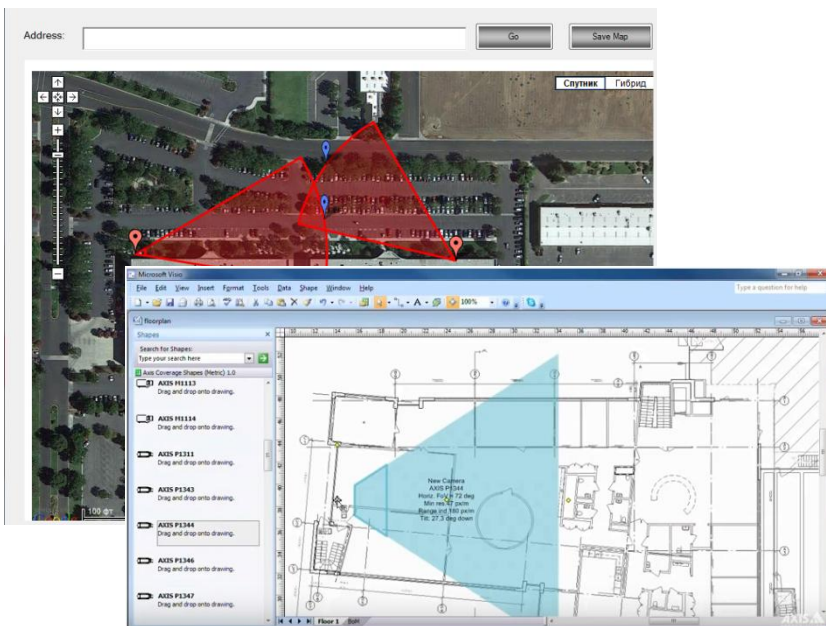 Address:
Go
Save Map
Спутник
Гибрид
100 фт
Microsoft Visio
File Edit View Insert Format Tools Data Shape Window Help
Type a question for help
100%
floorplan
Shapes
Search for Shapes:
Type your search here
Axis Coverage Shapes (Metric) 1.0
AXIS M1113
Drag and drop onto drawing.
AXIS M1114
Drag and drop onto drawing.
AXIS P1311
Drag and drop onto drawing.
AXIS P1343
Drag and drop onto drawing.
AXIS P1344
Drag and drop onto drawing.
AXIS P1346
Drag and drop onto drawing.
AXIS P1347
Drag and drop onto drawing.
New Camera
AXIS P1344
Horiz. FoV = 72 deg
Min res 47 px/m
Range ind 180 px/m
Tilt: 27.3 deg down
Floor 1
AXIS